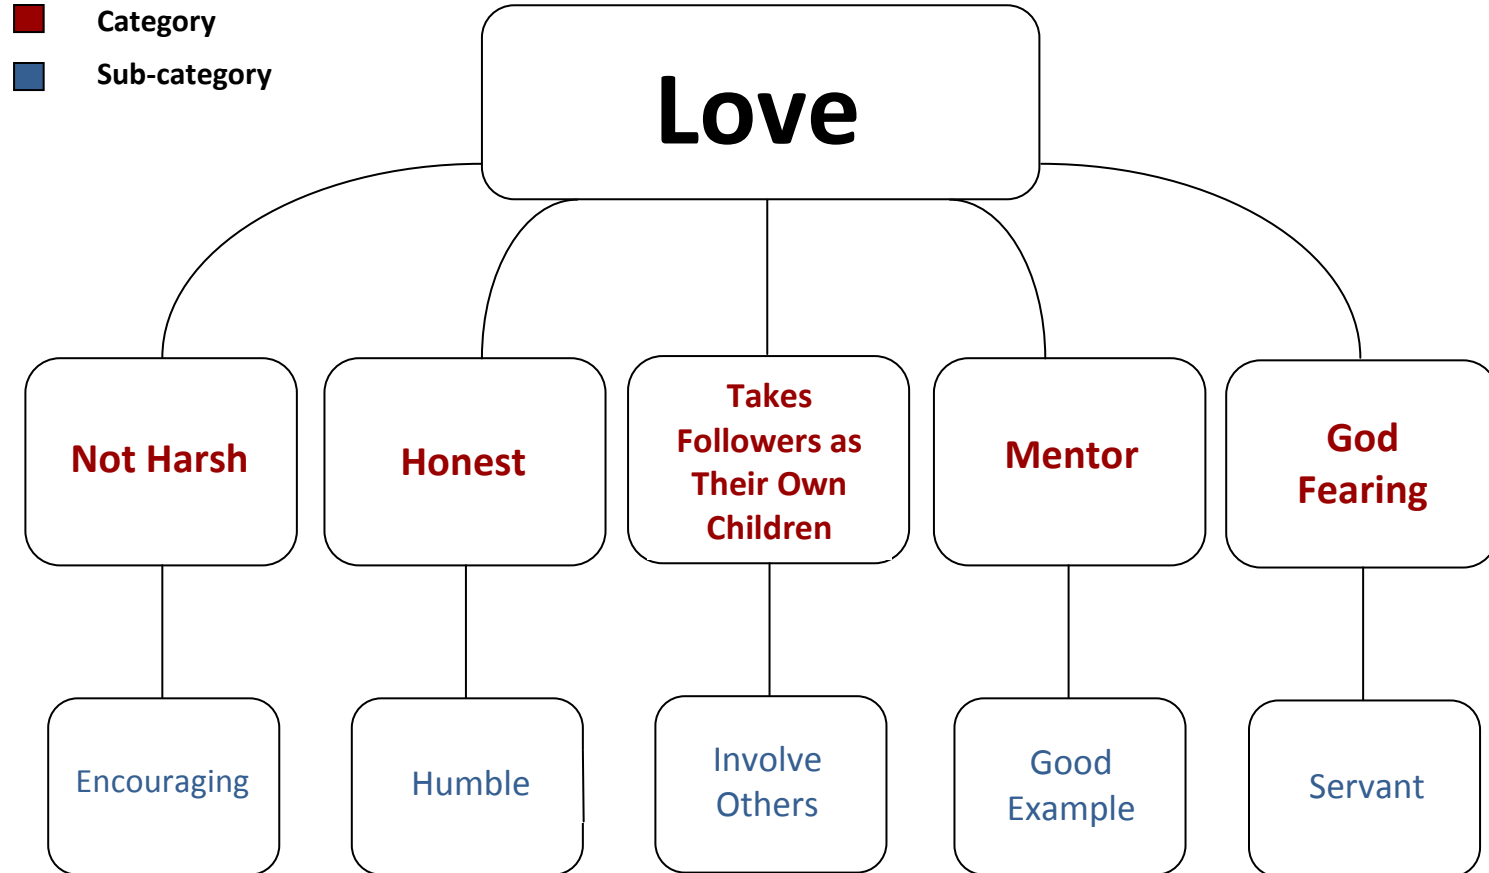 Category
Sub-category
Love
Not Harsh
Honest
Takes
Followers as
Their Own
Children
Mentor
God
Fearing
Encouraging
Humble
Involve
Others
Good
Example
Servant